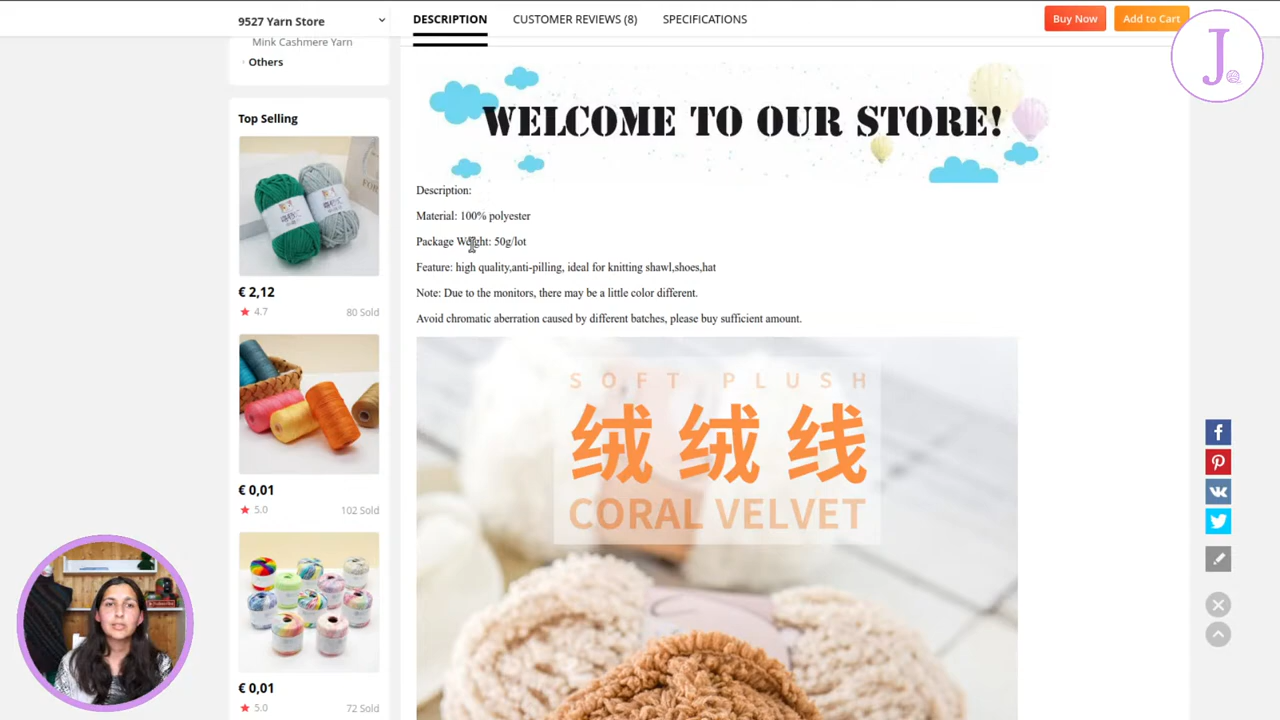 9527 Yarn Store
DESCRIPTION
CUSTOMER REVIEWS (8)
SPECIFICATIONS
Buy Now
Add to Cart
J
Mink Cashmere Yarn
Others
Top Selling
€ 2,12
4.7
80 Sold
€ 0,01
5.0
102 Sold
€ 0,01
5.0
72 Sold
WELCOME TO OUR STORE!
Description:
Material: 100% polyester
Package Weight: 50g/lot
Feature: high quality,anti-pilling, ideal for knitting shawl,shoes,hat
Note: Due to the monitors, there may be a little color different.
Avoid chromatic aberration caused by different batches, please buy sufficient amount.
SOFT PLUSH
绒绒线
CORAL VELVET